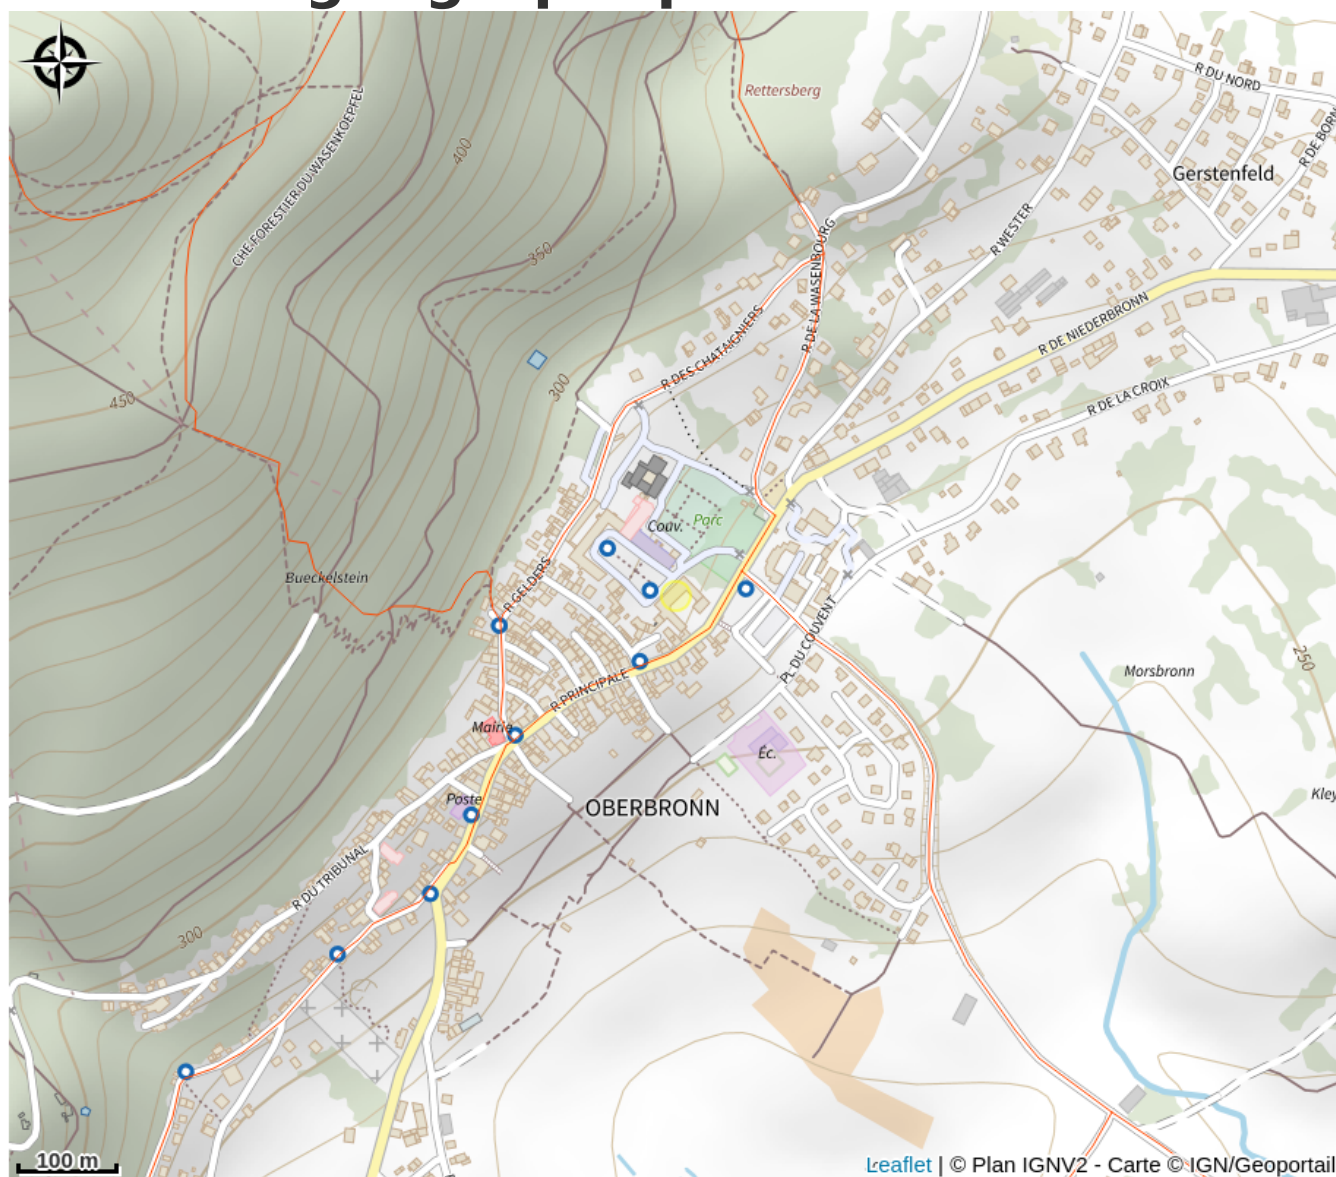 Rettersberg
R DU NORD
R DE BORN
Gerstenfeld
CHE FORESTIER DU WASENKOEPFEL
400
350
R WESTER
R DE LA WASENBOURG
R DES CHATAIGNIERS
R DE NIEDERBRONN
R DE LA CROIX
300
450
Couv.
Parc
Bueckelstein
R GELDERS
PL DU COUVENT
250
Morsbronn
R PRINCIPALE
Mairie
Éc.
Poste
OBERBRONN
Kley
R DU TRIBUNAL
300
100 m
Leaflet | © Plan IGNV2 - Carte © IGN/Geoportail